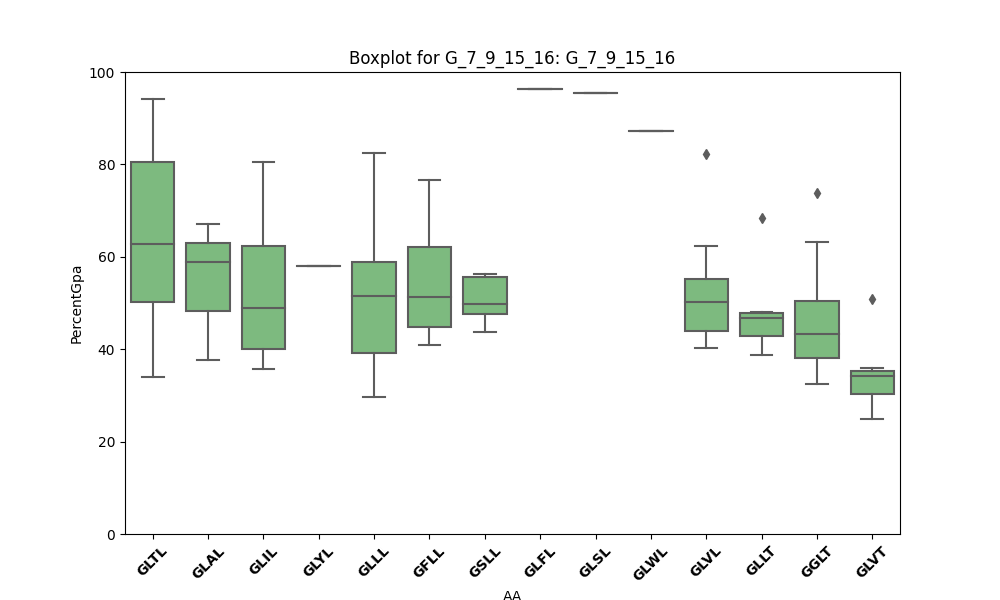 Boxplot for G_7_9_15_16: G_7_9_15_16
100
80
60
40
20
0
PercentGpa
GLTL
GLAL
GLIL
GLYL
GLLL
GFLL
GSLL
GLFL
GLSL
GLWL
GLVL
GLLT
GGLT
GLVT
AA